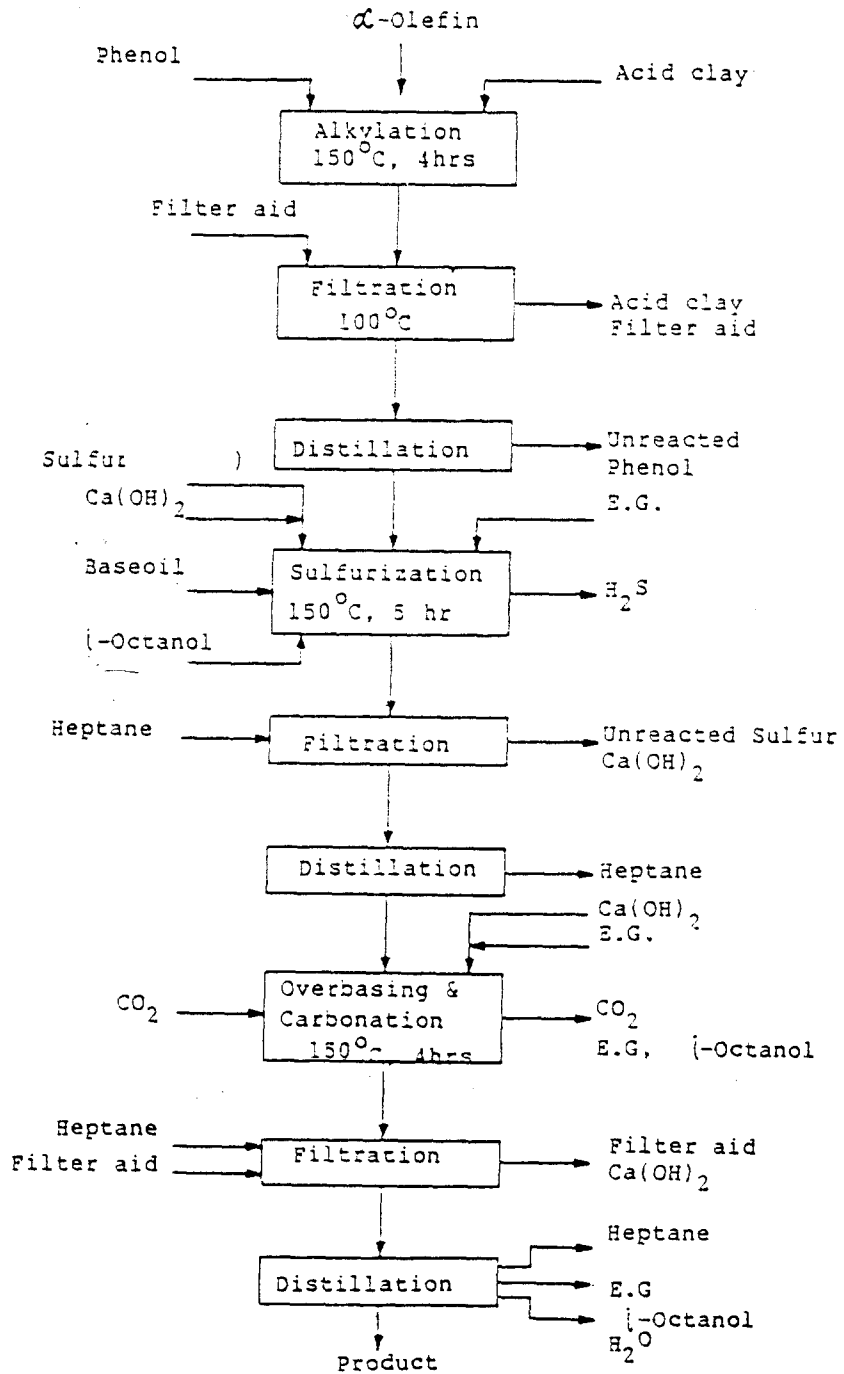 α-Olefin
Phenol
Acid clay
Alkylation
150°C, 4hrs
Filter aid
Filtration
100°C
Acid clay
Filter aid
Distillation
Unreacted
Phenol
Sulfur )
Ca(OH)2
E.G.
Baseoil
Sulfurization
150°C, 5 hr
H2S
i-Octanol
Heptane
Filtration
Unreacted Sulfur
Ca(OH)2
Distillation
Heptane
Ca(OH)2
E.G.
CO2
Overbasing &
Carbonation
150°C, 4hrs
CO2
E.G, i-Octanol
Heptane
Filter aid
Filtration
Filter aid
Ca(OH)2
Heptane
Distillation
E.G
i-Octanol
H2O
Product